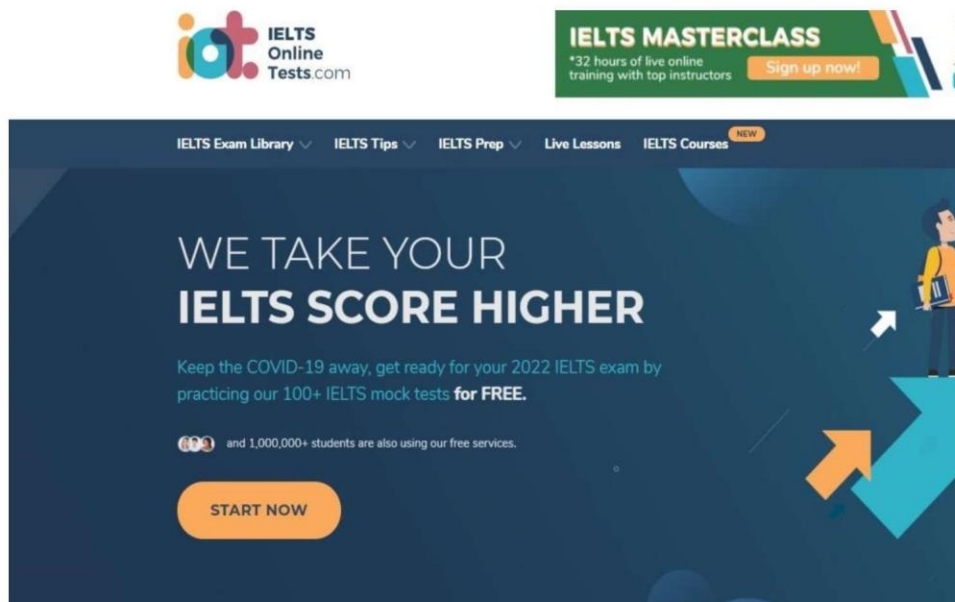 iot.
IELTS
Online
Tests.com
IELTS MASTERCLASS
*32 hours of live online
training with top instructors
Sign up now!
IELTS Exam Library
IELTS Tips
IELTS Prep
Live Lessons
IELTS Courses
NEW
WE TAKE YOUR
IELTS SCORE HIGHER
Keep the COVID-19 away, get ready for your 2022 IELTS exam by
practicing our 100+ IELTS mock tests for FREE.
and 1,000,000+ students are also using our free services.
START NOW